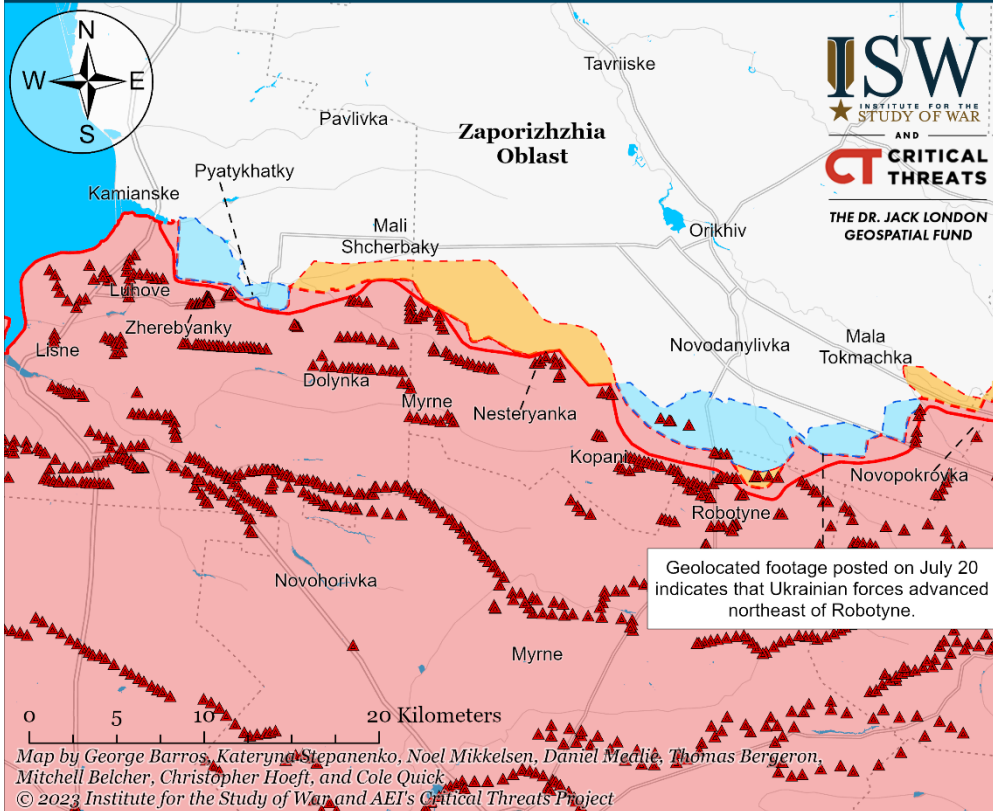 N
W E
S
ISW
INSTITUTE FOR THE
STUDY OF WAR
AND
CT CRITICAL
THREATS
THE DR. JACK LONDON
GEOSPATIAL FUND
Tavriiske
Pavlivka
Zaporizhzhia
Oblast
Pyatykhatky
Kamianske
Mali
Shcherbaky
Orikhiv
Luhove
Zherebyanky
Lisne
Novodanylivka
Mala
Tokmachka
Dolynka
Myrne
Nesteryanka
Kopani
Novopokrovka
Robotyne
Geolocated footage posted on July 20
indicates that Ukrainian forces advanced
northeast of Robotyne.
Novohorivka
Myrne
0 5 10 20 Kilometers
Map by George Barros, Kateryna Stepanenko, Noel Mikkelsen, Daniel Mealie, Thomas Bergeron,
Mitchell Belcher, Christopher Hoeft, and Cole Quick
© 2023 Institute for the Study of War and AEI's Critical Threats Project